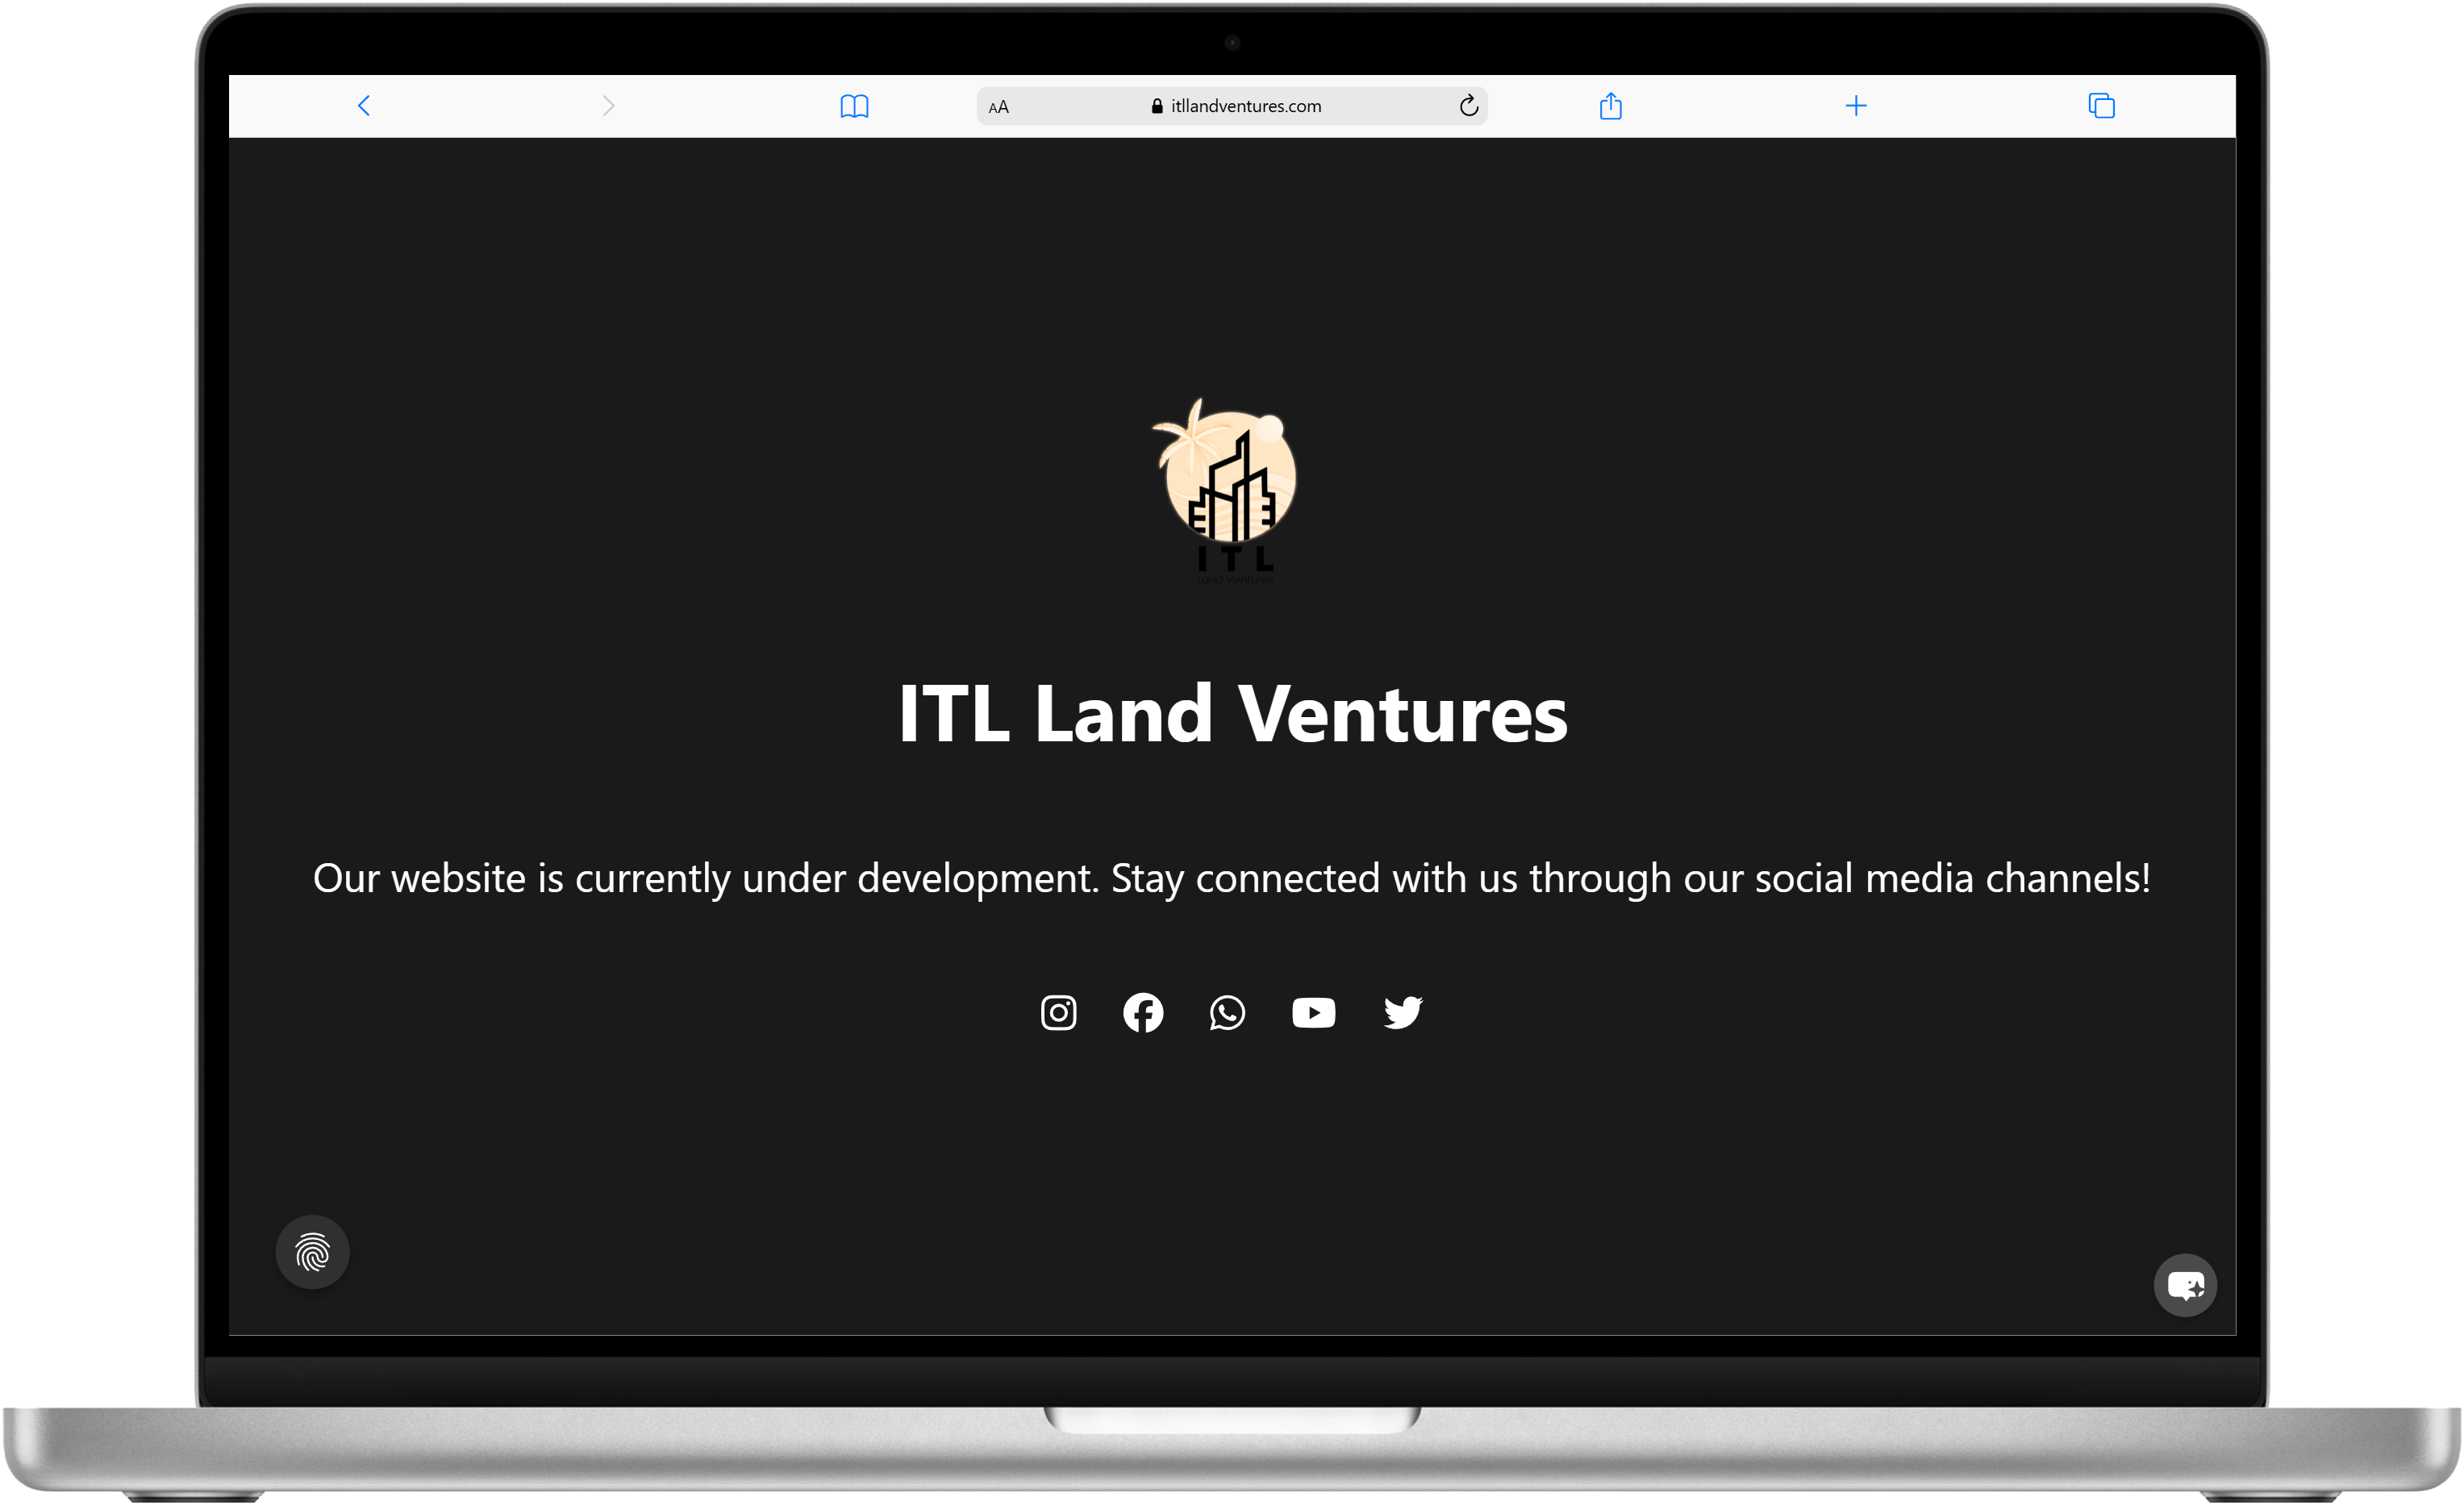 AA itllandventures.com
ITL
Land Ventures
ITL Land Ventures
Our website is currently under development. Stay connected with us through our social media channels!